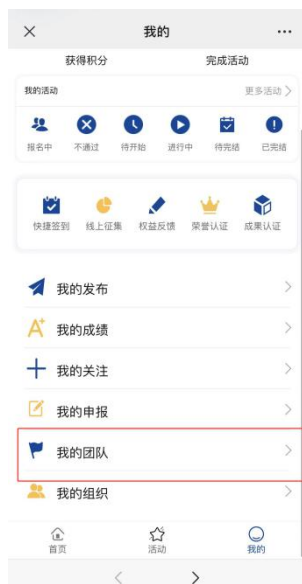 我的
获得积分 完成活动
我的活动 更多活动
报名中 不通过 待开始 进行中 待完结 已完结
快捷签到 线上征集 权益反馈 荣誉认证 成果认证
我的发布
我的成绩
我的关注
我的申报
我的团队
我的组织
首页 活动 我的